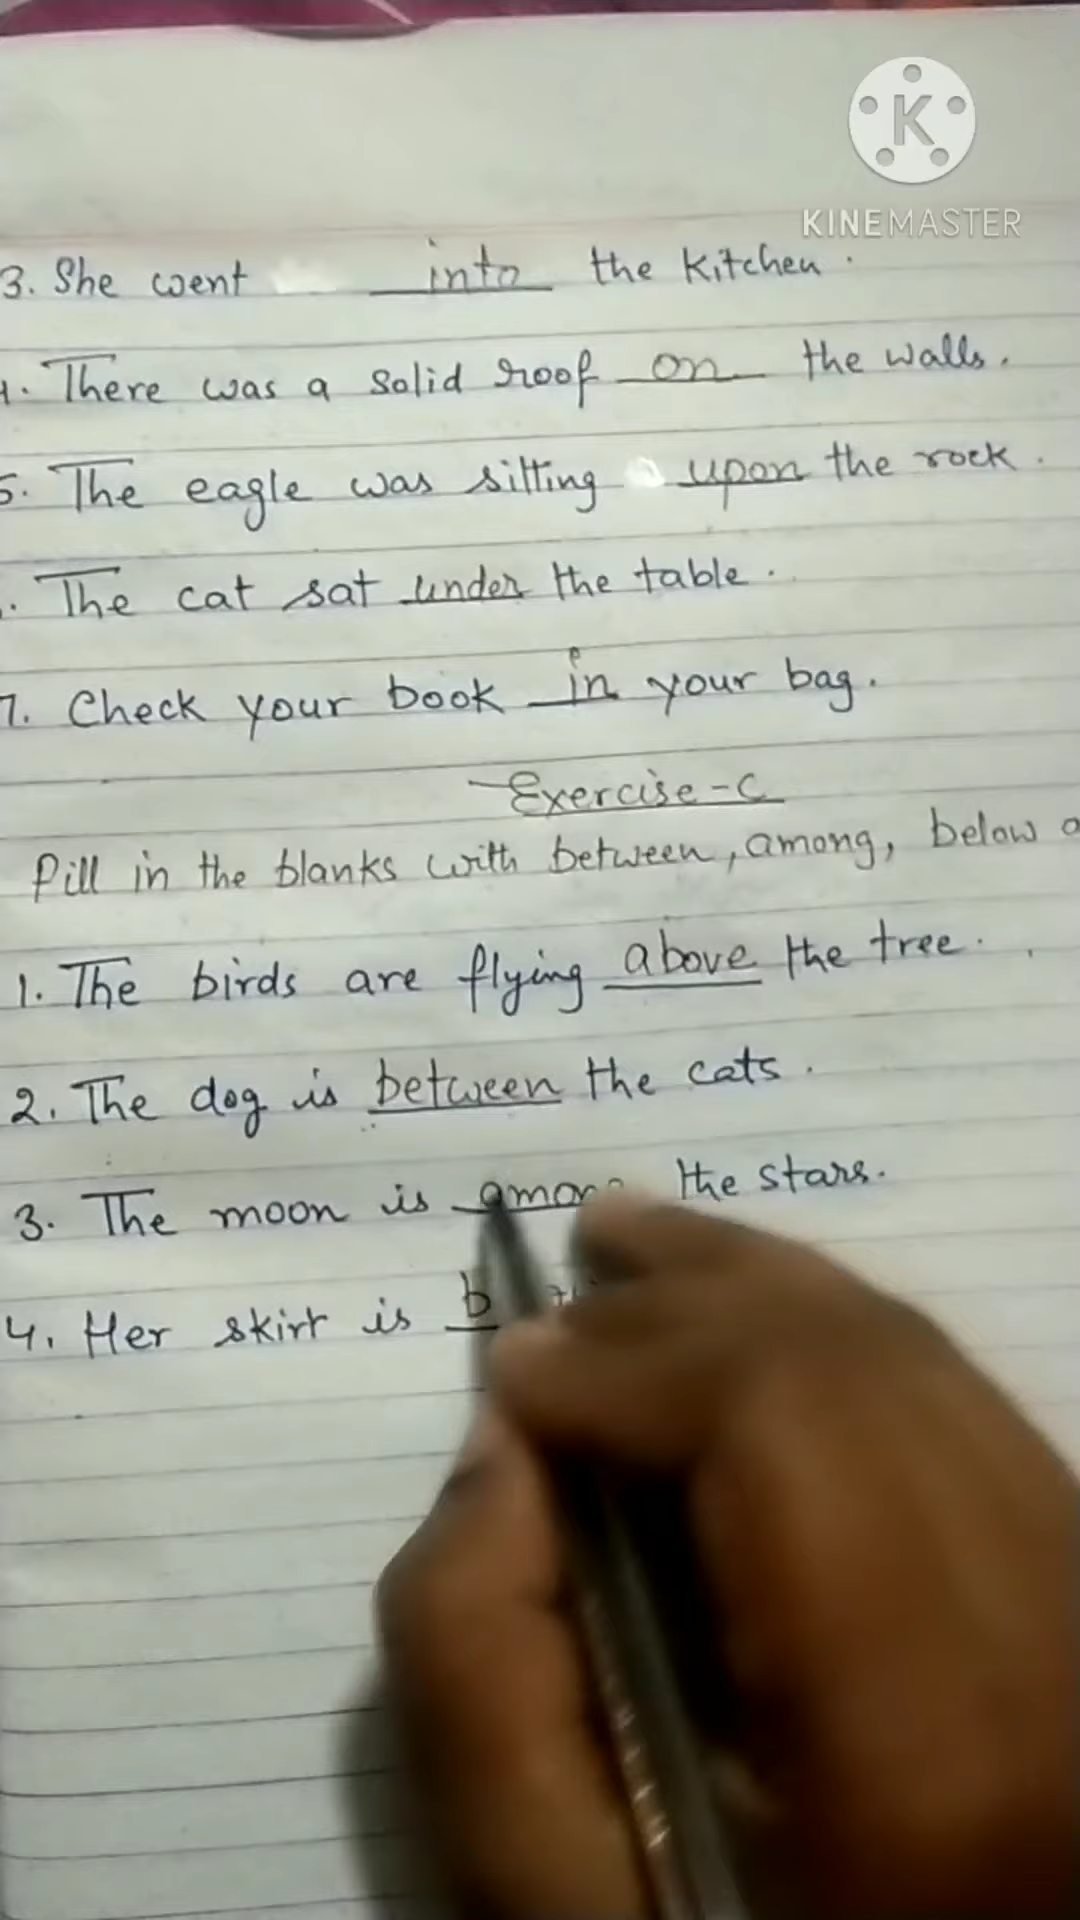 K
KINEMASTER
3. She went into the kitchen.
4. There was a solid roof on the walls.
5. The eagle was sitting upon the rock.
. The cat sat under the table.
7. Check your book in your bag.
Exercise-C
Fill in the blanks with between, among, below
1. The birds are flying above the tree.
2. The dog is between the cats.
3. The moon is among the stars.
4. Her skirt is b